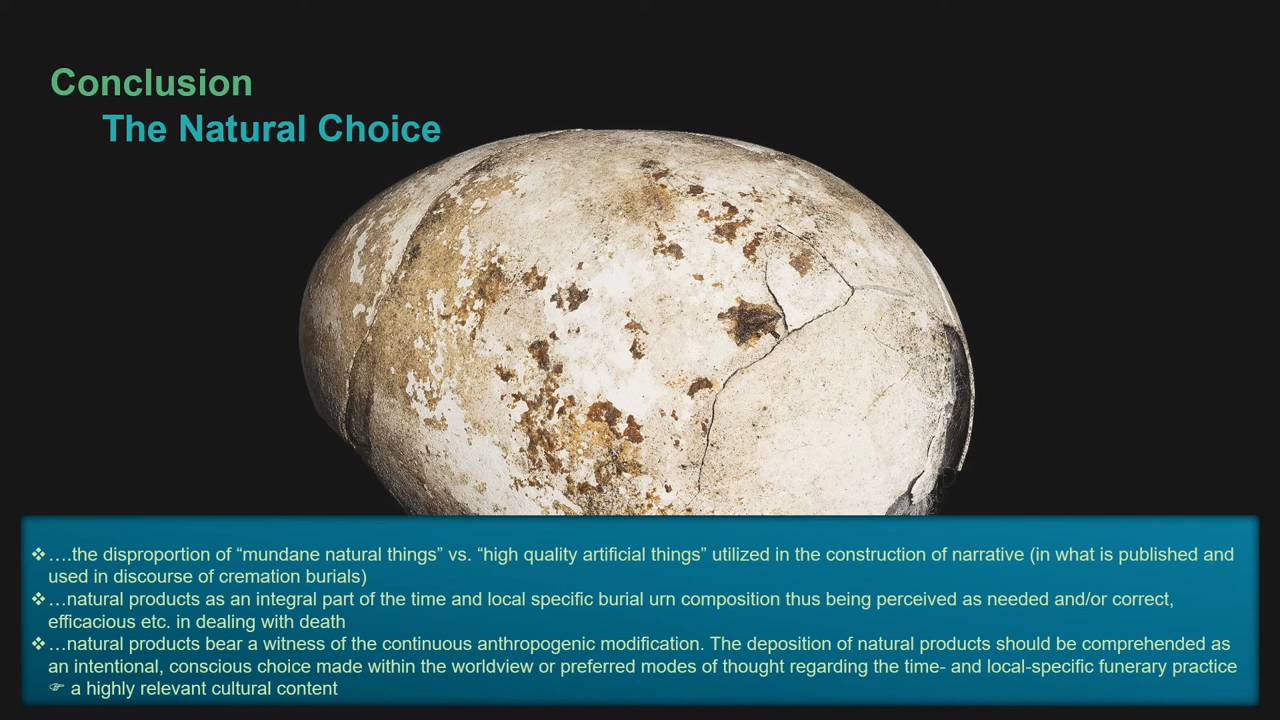 Conclusion
The Natural Choice
❖….the disproportion of “mundane natural things” vs. “high quality artificial things” utilized in the construction of narrative (in what is published and
used in discourse of cremation burials)
❖…natural products as an integral part of the time and local specific burial urn composition thus being perceived as needed and/or correct,
efficacious etc. in dealing with death
❖…natural products bear a witness of the continuous anthropogenic modification. The deposition of natural products should be comprehended as
an intentional, conscious choice made within the worldview or preferred modes of thought regarding the time- and local-specific funerary practice
☞ a highly relevant cultural content